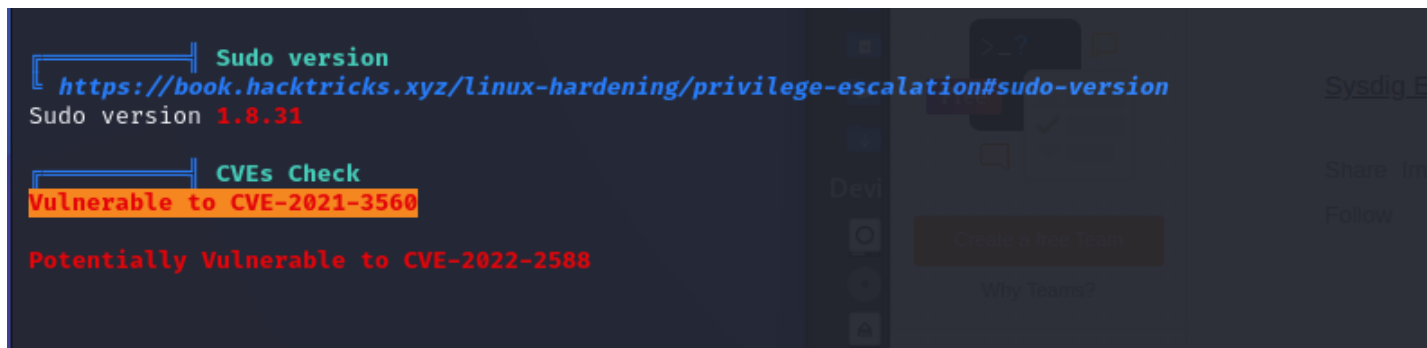 Sudo version
https://book.hacktricks.xyz/linux-hardening/privilege-escalation#sudo-version
Sudo version 1.8.31
CVEs Check
Vulnerable to CVE-2021-3560
Potentially Vulnerable to CVE-2022-2588
>_?
Free
Devi
Create a free Team
Why Teams?
Sysdig E
Share Im
Follow